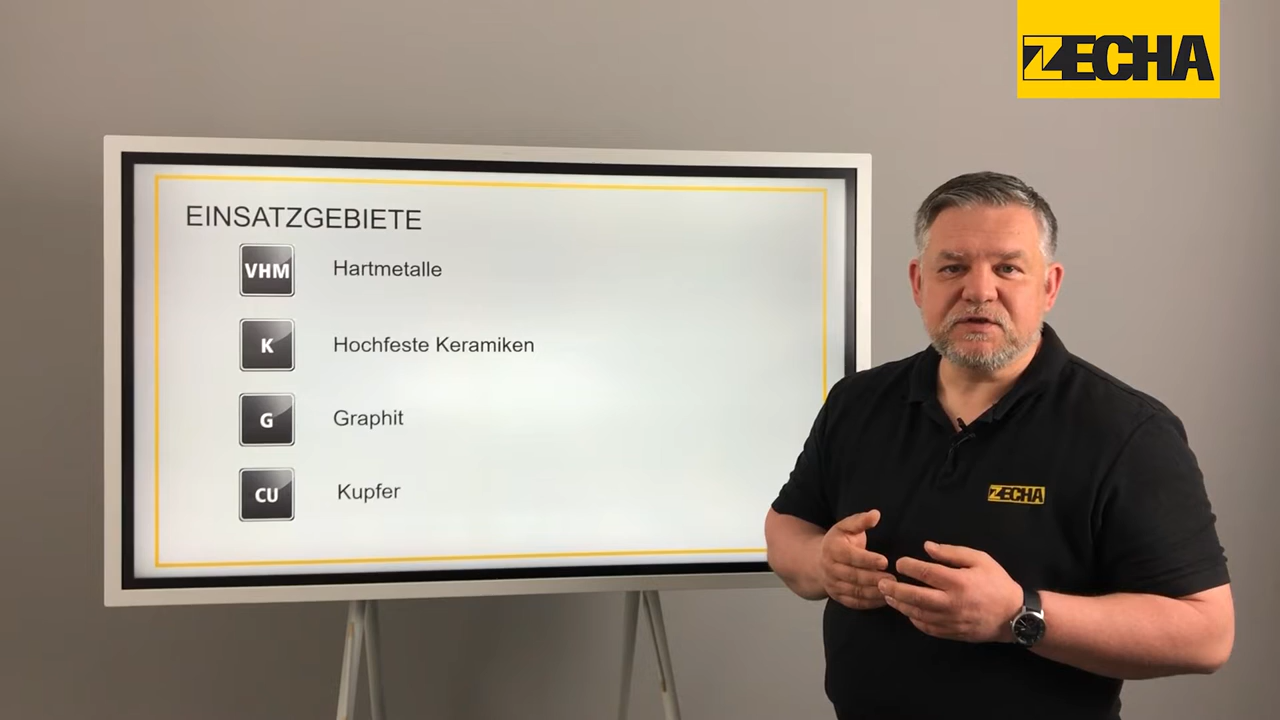 ZECHA
EINSATZGEBIETE
VHM Hartmetalle
K Hochfeste Keramiken
G Graphit
CU Kupfer
ZECHA